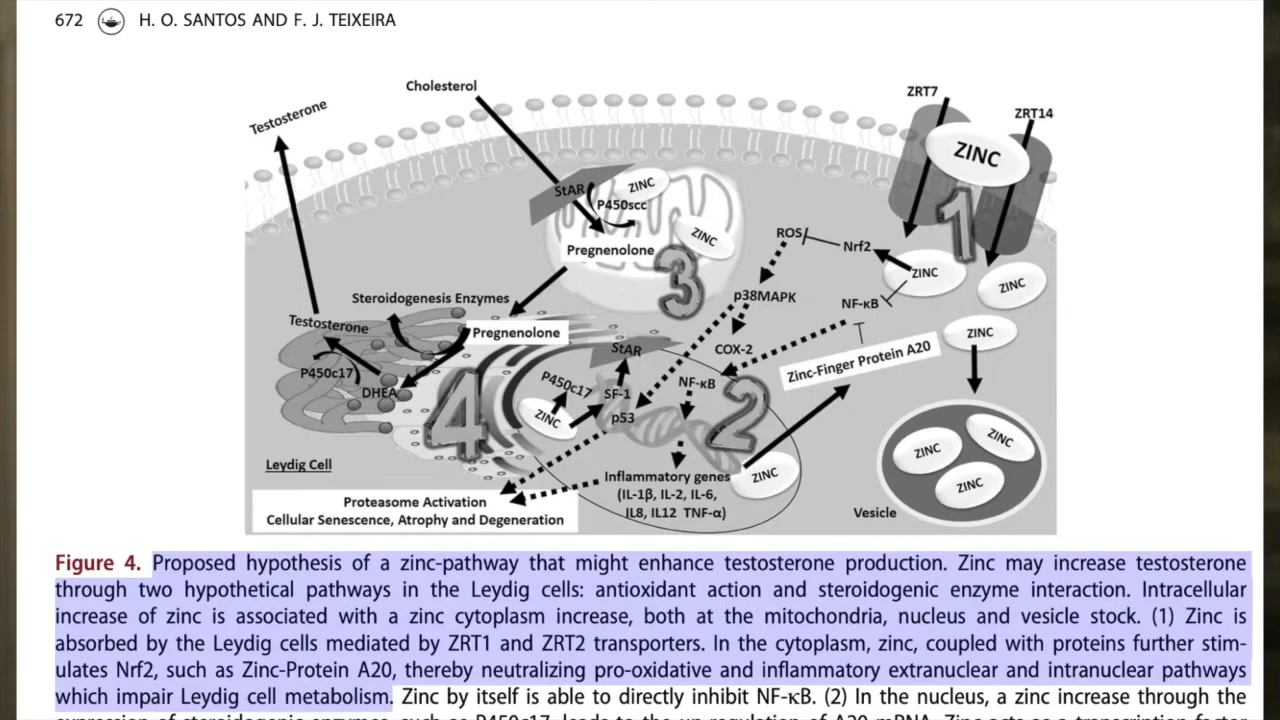 672 H. O. SANTOS AND F. J. TEIXEIRA
Cholesterol
Testosterone
ZRT7
ZRT14
ZINC
1
StAR
ZINC
P450scc
Pregnenolone
ZINC
3
ROS
Nrf2
ZINC
ZINC
p38MAPK
NF-κB
ZINC
Steroidogenesis Enzymes
Testosterone
Pregnenolone
StAR
COX-2
Zinc-Finger Protein A20
P450c17
DHEA
4
P450c17
ZINC
SF-1
p53
NF-κB
2
ZINC
ZINC
ZINC
ZINC
Vesicle
Leydig Cell
Inflammatory genes
(IL-1β, IL-2, IL-6,
IL8, IL12 TNF-α)
Proteasome Activation
Cellular Senescence, Atrophy and Degeneration
Figure 4. Proposed hypothesis of a zinc-pathway that might enhance testosterone production. Zinc may increase testosterone
through two hypothetical pathways in the Leydig cells: antioxidant action and steroidogenic enzyme interaction. Intracellular
increase of zinc is associated with a zinc cytoplasm increase, both at the mitochondria, nucleus and vesicle stock. (1) Zinc is
absorbed by the Leydig cells mediated by ZRT1 and ZRT2 transporters. In the cytoplasm, zinc, coupled with proteins further stim-
ulates Nrf2, such as Zinc-Protein A20, thereby neutralizing pro-oxidative and inflammatory extranuclear and intranuclear pathways
which impair Leydig cell metabolism. Zinc by itself is able to directly inhibit NF-κB. (2) In the nucleus, a zinc increase through the